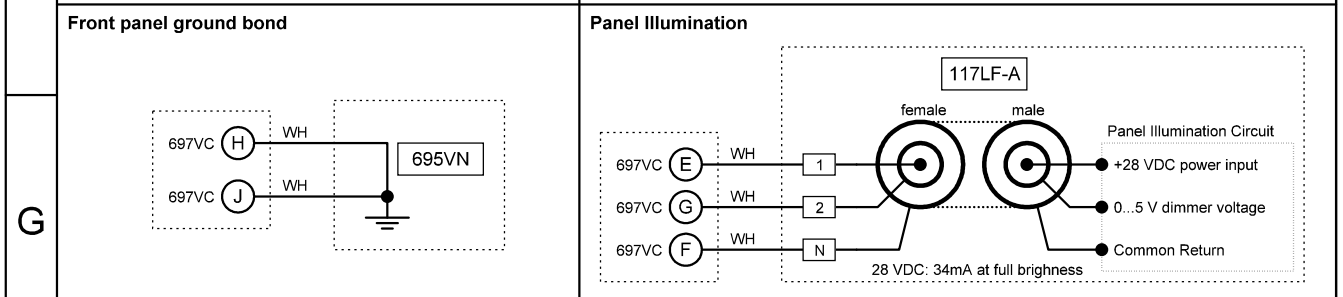 Front panel ground bond
697VC H WH
695VN
697VC J WH
G
Panel Illumination
117LF-A
female male
Panel Illumination Circuit
697VC E WH 1 +28 VDC power input
697VC G WH 2 0...5 V dimmer voltage
697VC F WH N Common Return
28 VDC: 34mA at full brighness